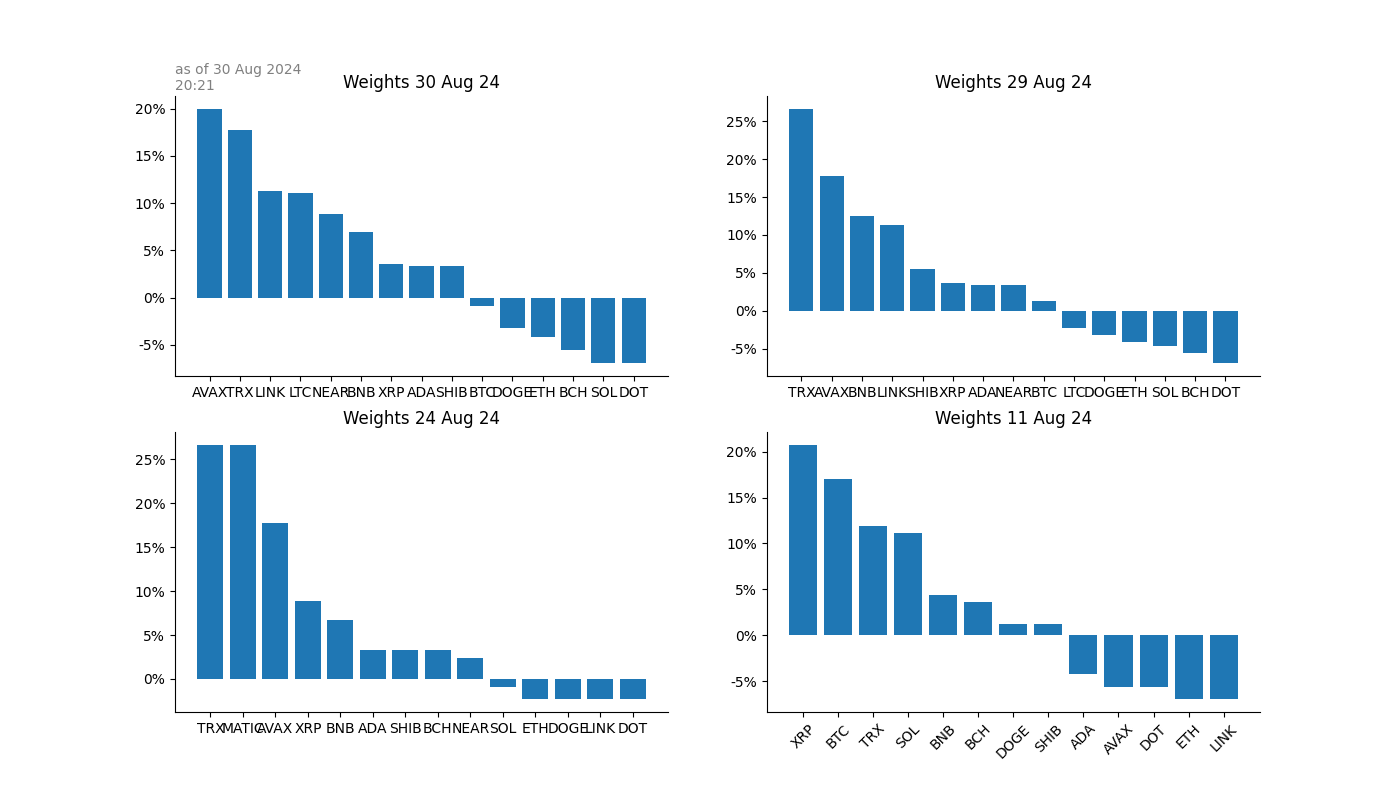 as of 30 Aug 2024
20:21
Weights 30 Aug 24
20%
15%
10%
5%
0%
-5%
AVAX TRX LINK LTC NEAR BNB XRP ADA SHIB BTC DOGE ETH BCH SOL DOT
Weights 29 Aug 24
25%
20%
15%
10%
5%
0%
-5%
TRX AVAX BNB LINK SHIB XRP ADA NEAR BTC LTC DOGE ETH SOL BCH DOT
Weights 24 Aug 24
25%
20%
15%
10%
5%
0%
TRX MATIC AVAX XRP BNB ADA SHIB BCH NEAR SOL ETH DOGE LINK DOT
Weights 11 Aug 24
20%
15%
10%
5%
0%
-5%
XRP BTC TRX SOL BNB BCH DOGE SHIB ADA AVAX DOT ETH LINK